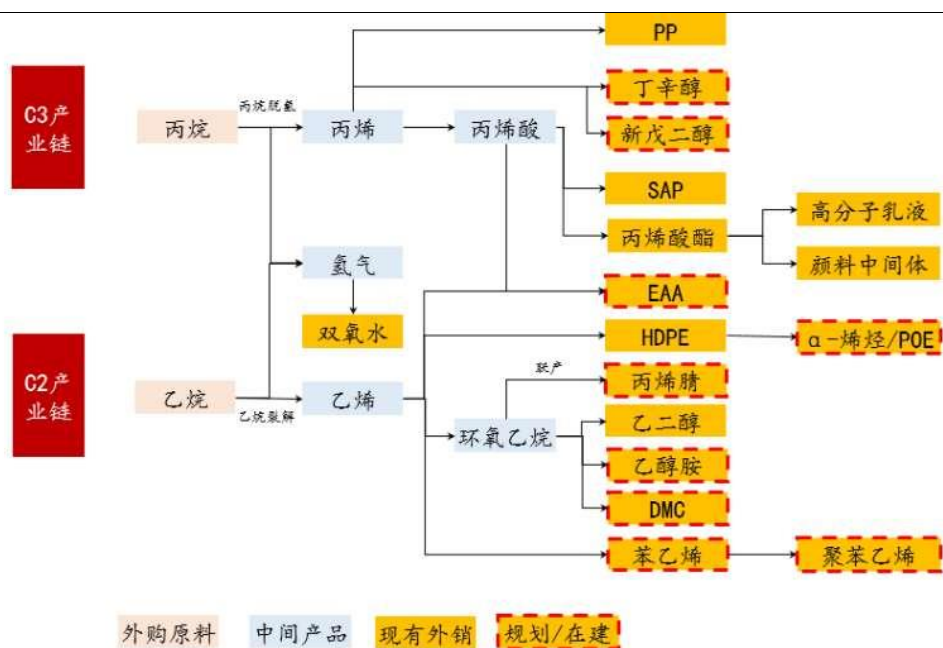 PP
C3产
业链
丙烷
丙烷脱氢
丙烯
丙烯酸
丁辛醇
新戊二醇
SAP
丙烯酸酯
高分子乳液
颜料中间体
氢气
双氧水
EAA
HDPE
α-烯烃/POE
C2产
业链
乙烷
乙烷裂解
乙烯
环氧乙烷
联产
丙烯腈
乙二醇
乙醇胺
DMC
苯乙烯
聚苯乙烯
外购原料
中间产品
现有外销
规划/在建